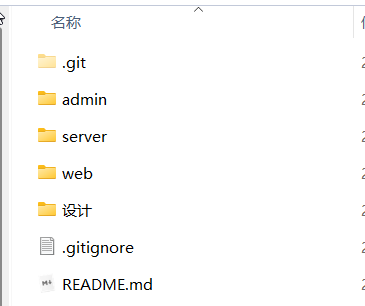 名称
.git
admin
server
web
设计
.gitignore
README.md